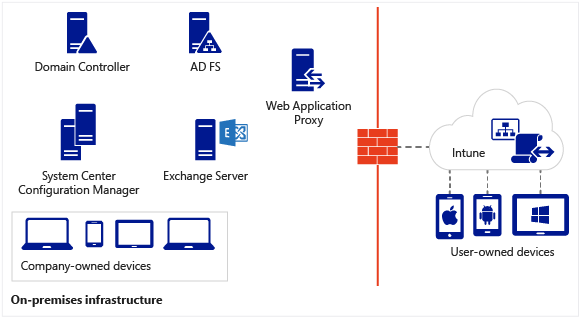 Domain Controller
AD FS
Web Application
Proxy
System Center
Configuration Manager
E
Exchange Server
Intune
Company-owned devices
User-owned devices
On-premises infrastructure